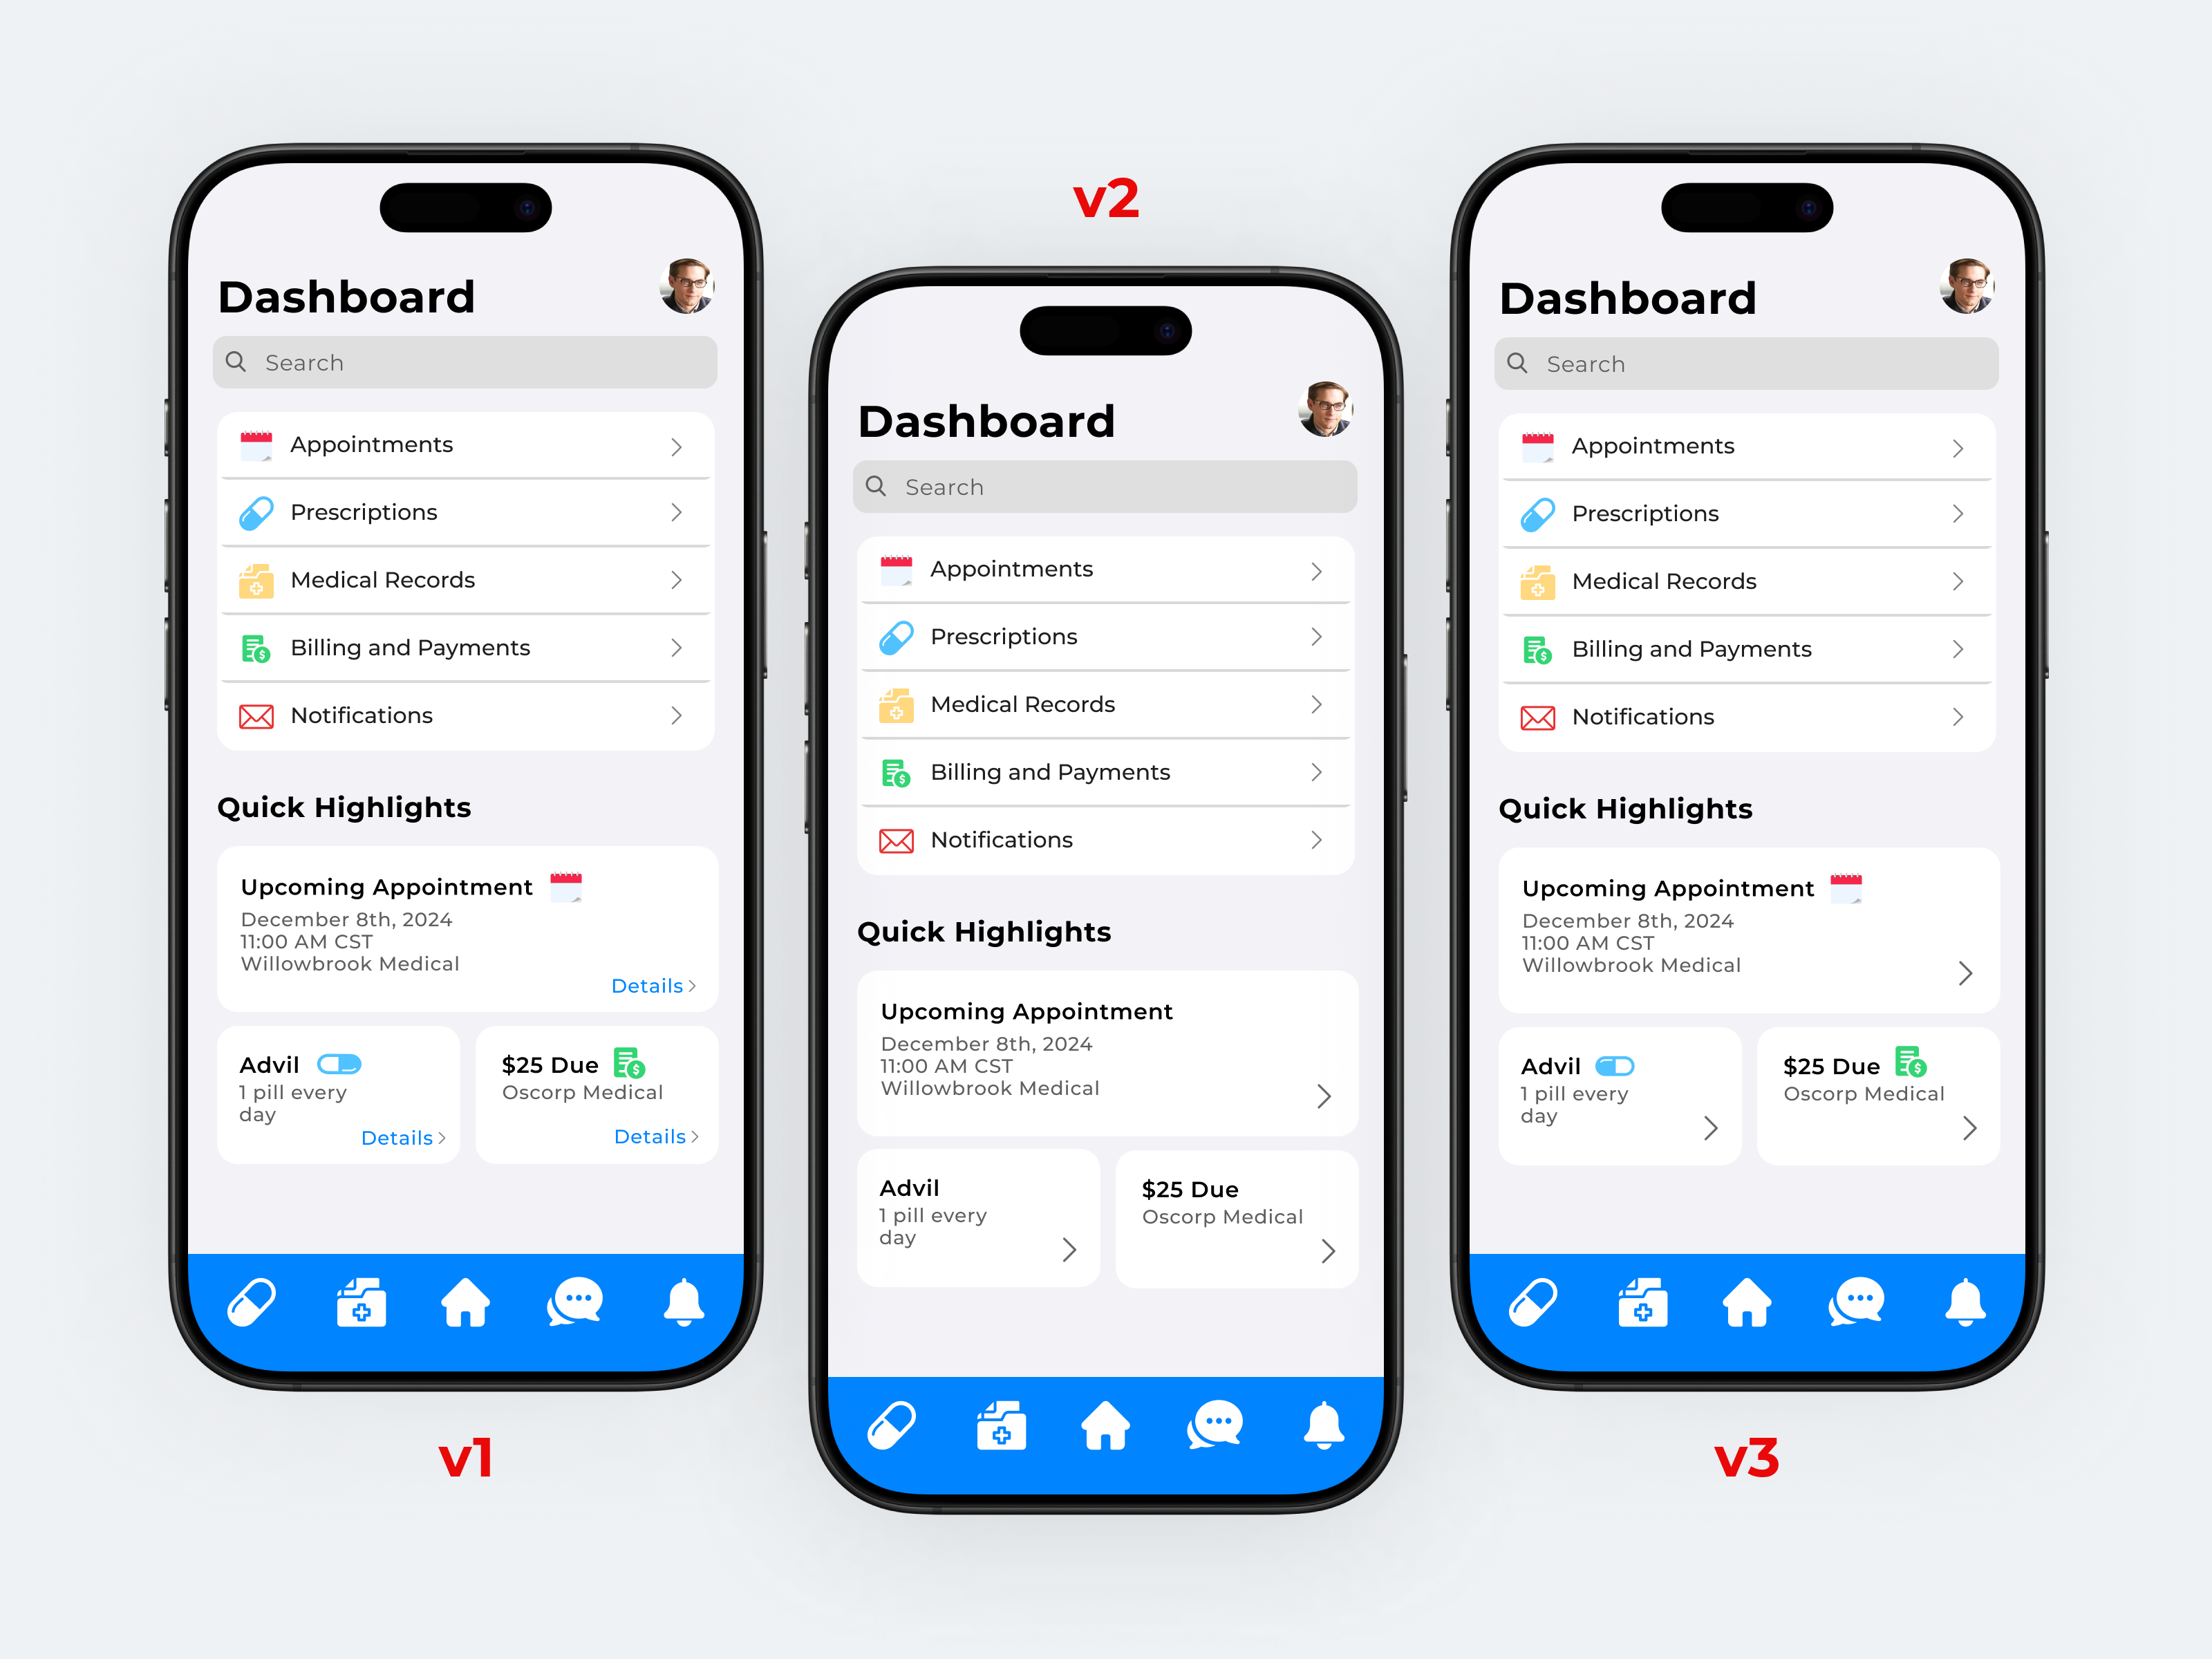 Dashboard
Search
Appointments
Prescriptions
Medical Records
Billing and Payments
Notifications
Quick Highlights
Upcoming Appointment
December 8th, 2024
11:00 AM CST
Willowbrook Medical
Details
Advil
1 pill every
day
Details
$25 Due
Oscorp Medical
Details
v1
v2
Dashboard
Search
Appointments
Prescriptions
Medical Records
Billing and Payments
Notifications
Quick Highlights
Upcoming Appointment
December 8th, 2024
11:00 AM CST
Willowbrook Medical
Advil
1 pill every
day
$25 Due
Oscorp Medical
Dashboard
Search
Appointments
Prescriptions
Medical Records
Billing and Payments
Notifications
Quick Highlights
Upcoming Appointment
December 8th, 2024
11:00 AM CST
Willowbrook Medical
Advil
1 pill every
day
$25 Due
Oscorp Medical
v3